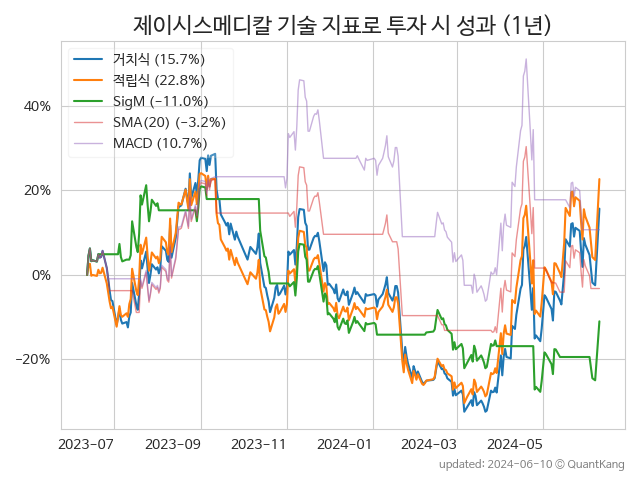 제이시스메디칼 기술 지표로 투자 시 성과 (1년)
거치식 (15.7%)
적립식 (22.8%)
SigM (−11.0%)
SMA(20) (−3.2%)
MACD (10.7%)
40%
20%
0%
−20%
2023-07 2023-09 2023-11 2024-01 2024-03 2024-05
updated: 2024-06-10 © QuantKang